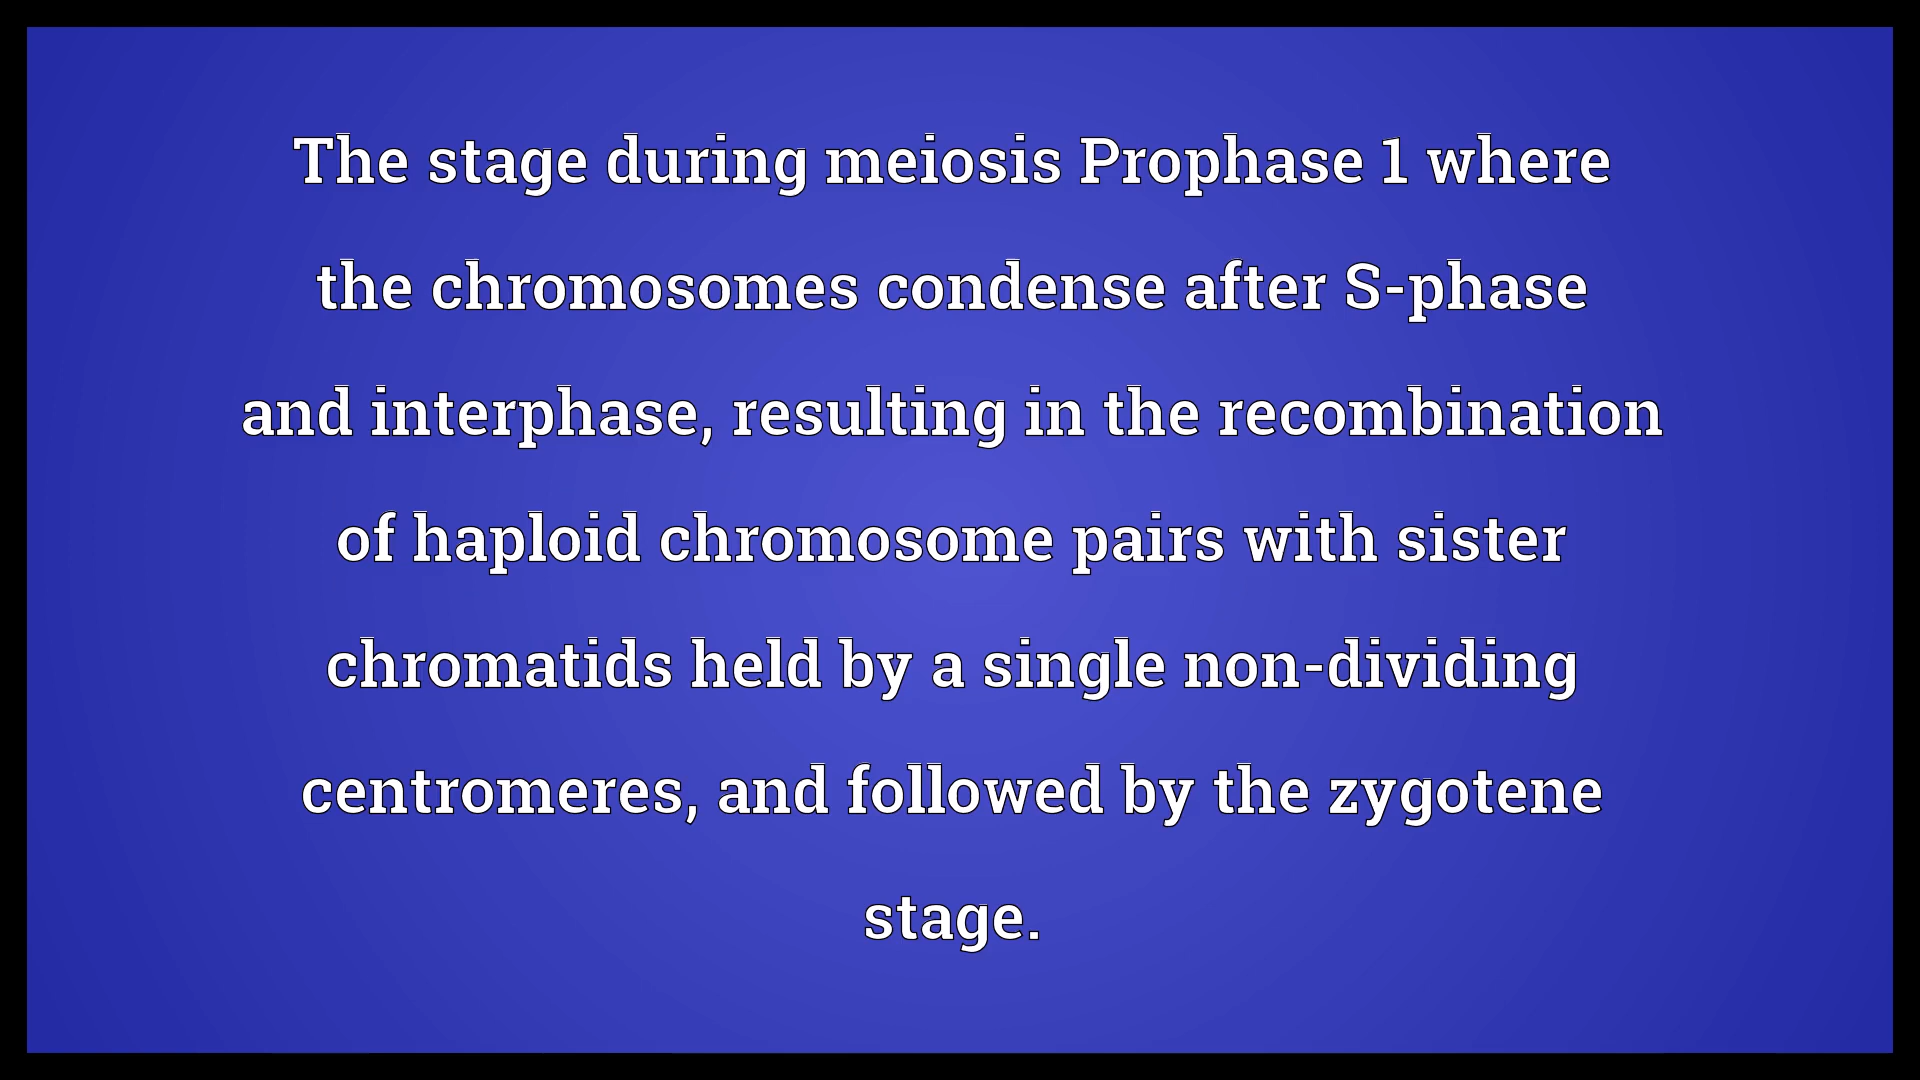 The stage during meiosis Prophase 1 where
the chromosomes condense after S-phase
and interphase, resulting in the recombination
of haploid chromosome pairs with sister
chromatids held by a single non-dividing
centromeres, and followed by the zygotene
stage.